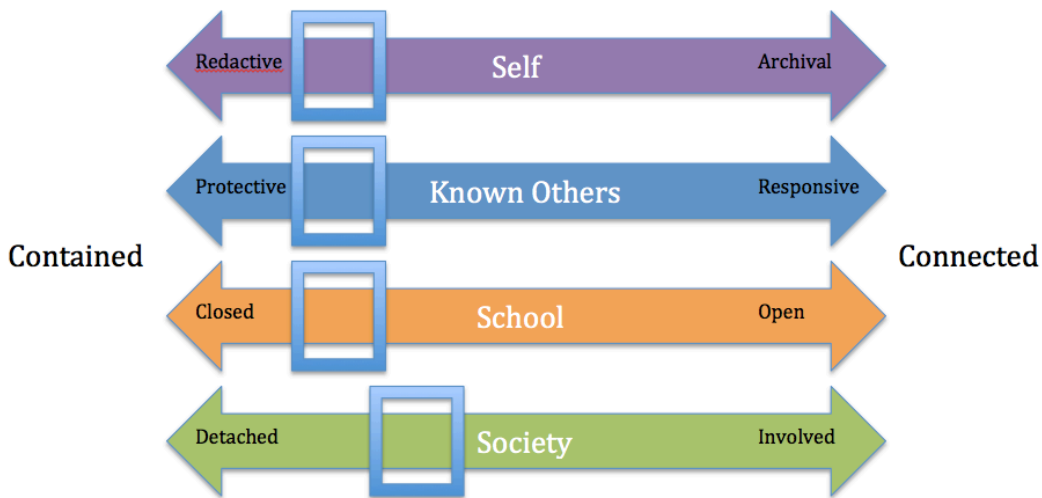 Redactive Self Archival
Protective Known Others Responsive
Contained Connected
Closed School Open
Detached Society Involved